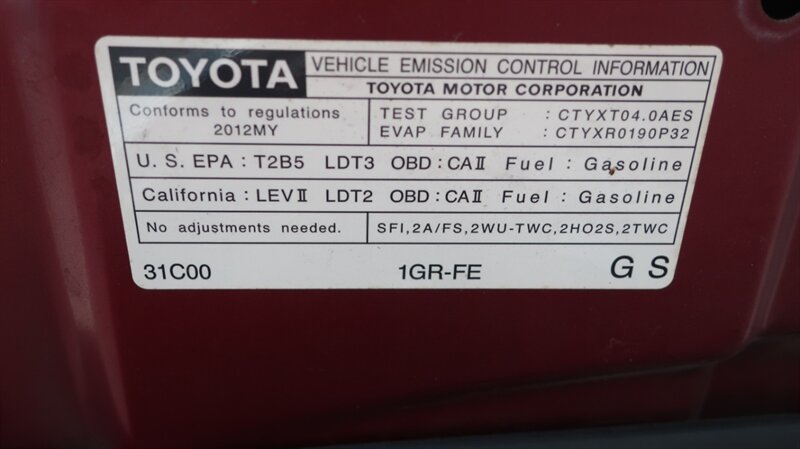 TOYOTA
VEHICLE EMISSION CONTROL INFORMATION
TOYOTA MOTOR CORPORATION
Conforms to regulations
2012MY
TEST GROUP : CTYXT04.0AES
EVAP FAMILY : CTYXR0190P32
U. S. EPA : T2B5 LDT3 OBD : CAⅡ Fuel : Gasoline
California : LEVⅡ LDT2 OBD : CAⅡ Fuel : Gasoline
No adjustments needed.
SFI,2A/FS,2WU-TWC,2HO2S,2TWC
31C00
1GR-FE
G S